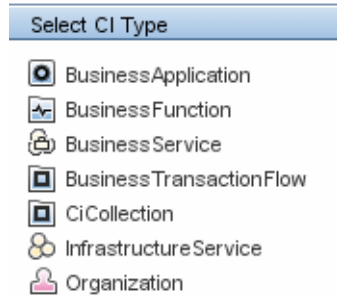 Select CI Type
BusinessApplication
BusinessFunction
BusinessService
BusinessTransactionFlow
CiCollection
InfrastructureService
Organization